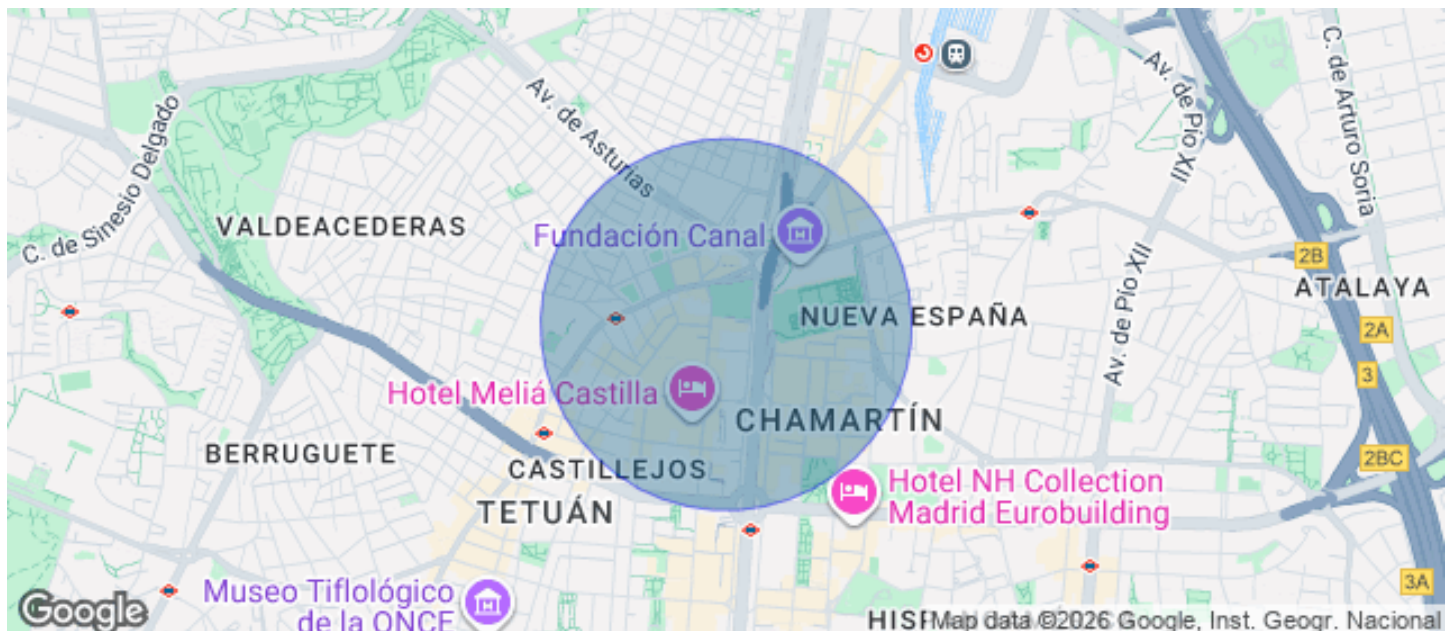 C. de Sinesio Delgado
Av. de Asturias
Av. de Pío XII
C. de Arturo Soria
VALDEACEDERAS
Fundación Canal
2B
ATALAYA
NUEVA ESPAÑA
Av. de Pío XII
2A
3
Hotel Meliá Castilla
CHAMARTÍN
BERRUGUETE
CASTILLEJOS
2BC
TETUÁN
Hotel NH Collection
Madrid Eurobuilding
Museo Tiflológico
de la ONCE
3A
Google
Map data ©2026 Google, Inst. Geogr. Nacional